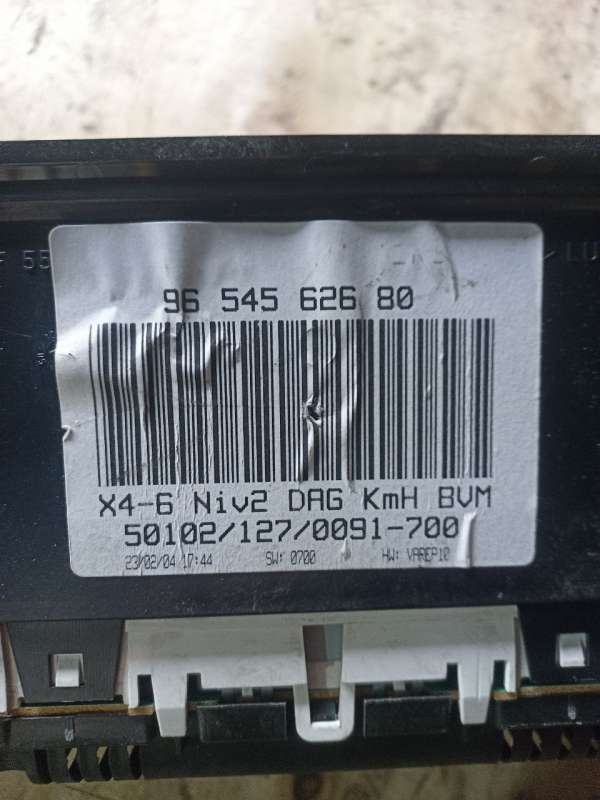 96 545 626 80
X4-6 Niv2 DAG KmH BVM
50102/127/0091-700
23/02/04 17:44 SW: 0700 HW: VAREP10